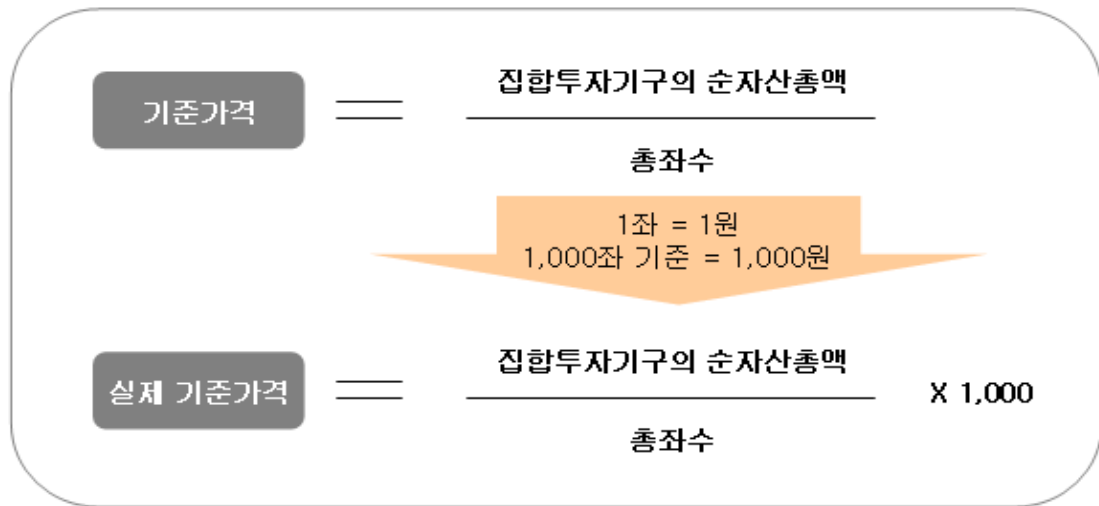 집합투자기구의 순자산총액
기준가격
총좌수
1좌 = 1원
1,000좌 기준 = 1,000원
집합투자기구의 순자산총액
실제 기준가격
X 1,000
총좌수